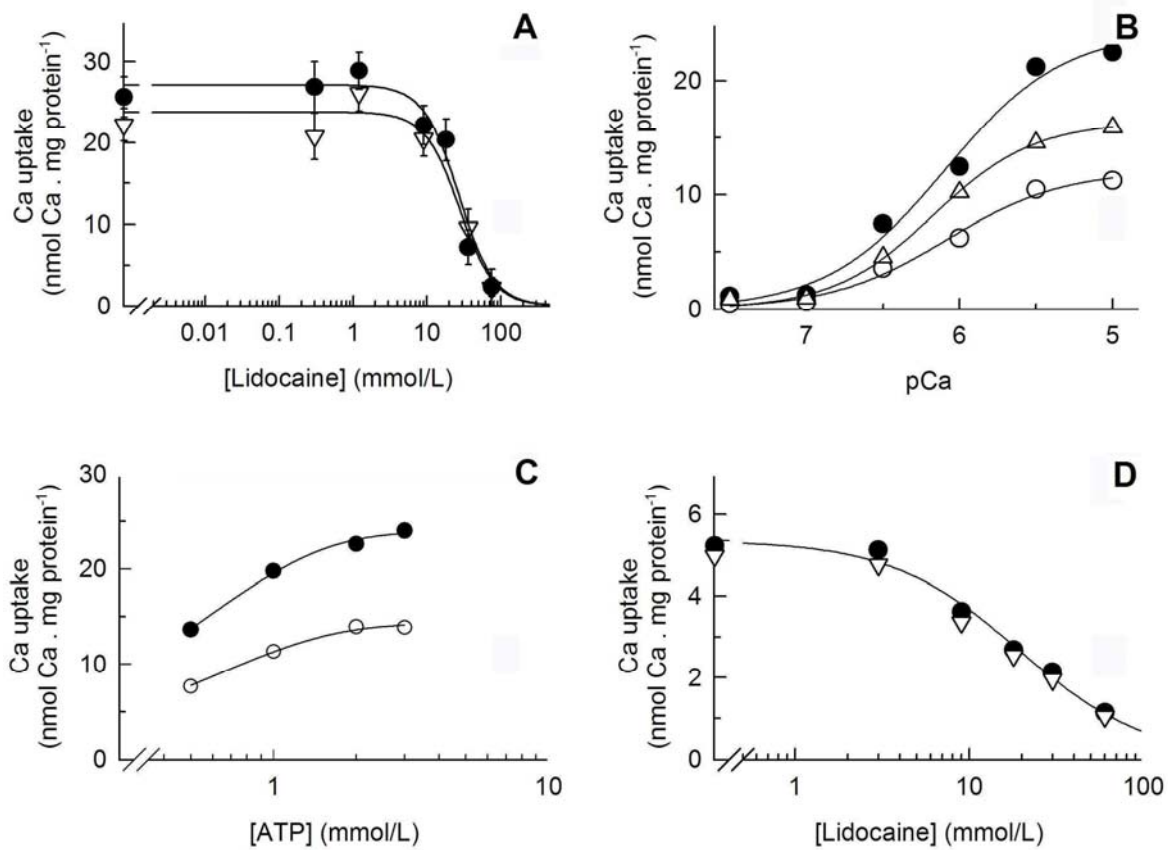 A
Ca uptake
(nmol Ca . mg protein-1)
30
20
10
0
0.01 0.1 1 10 100
[Lidocaine] (mmol/L)
B
Ca uptake
(nmol Ca . mg protein-1)
20
10
0
7 6 5
pCa
C
Ca uptake
(nmol Ca . mg protein-1)
30
20
10
0
1 10
[ATP] (mmol/L)
D
Ca uptake
(nmol Ca . mg protein-1)
6
4
2
0
1 10 100
[Lidocaine] (mmol/L)